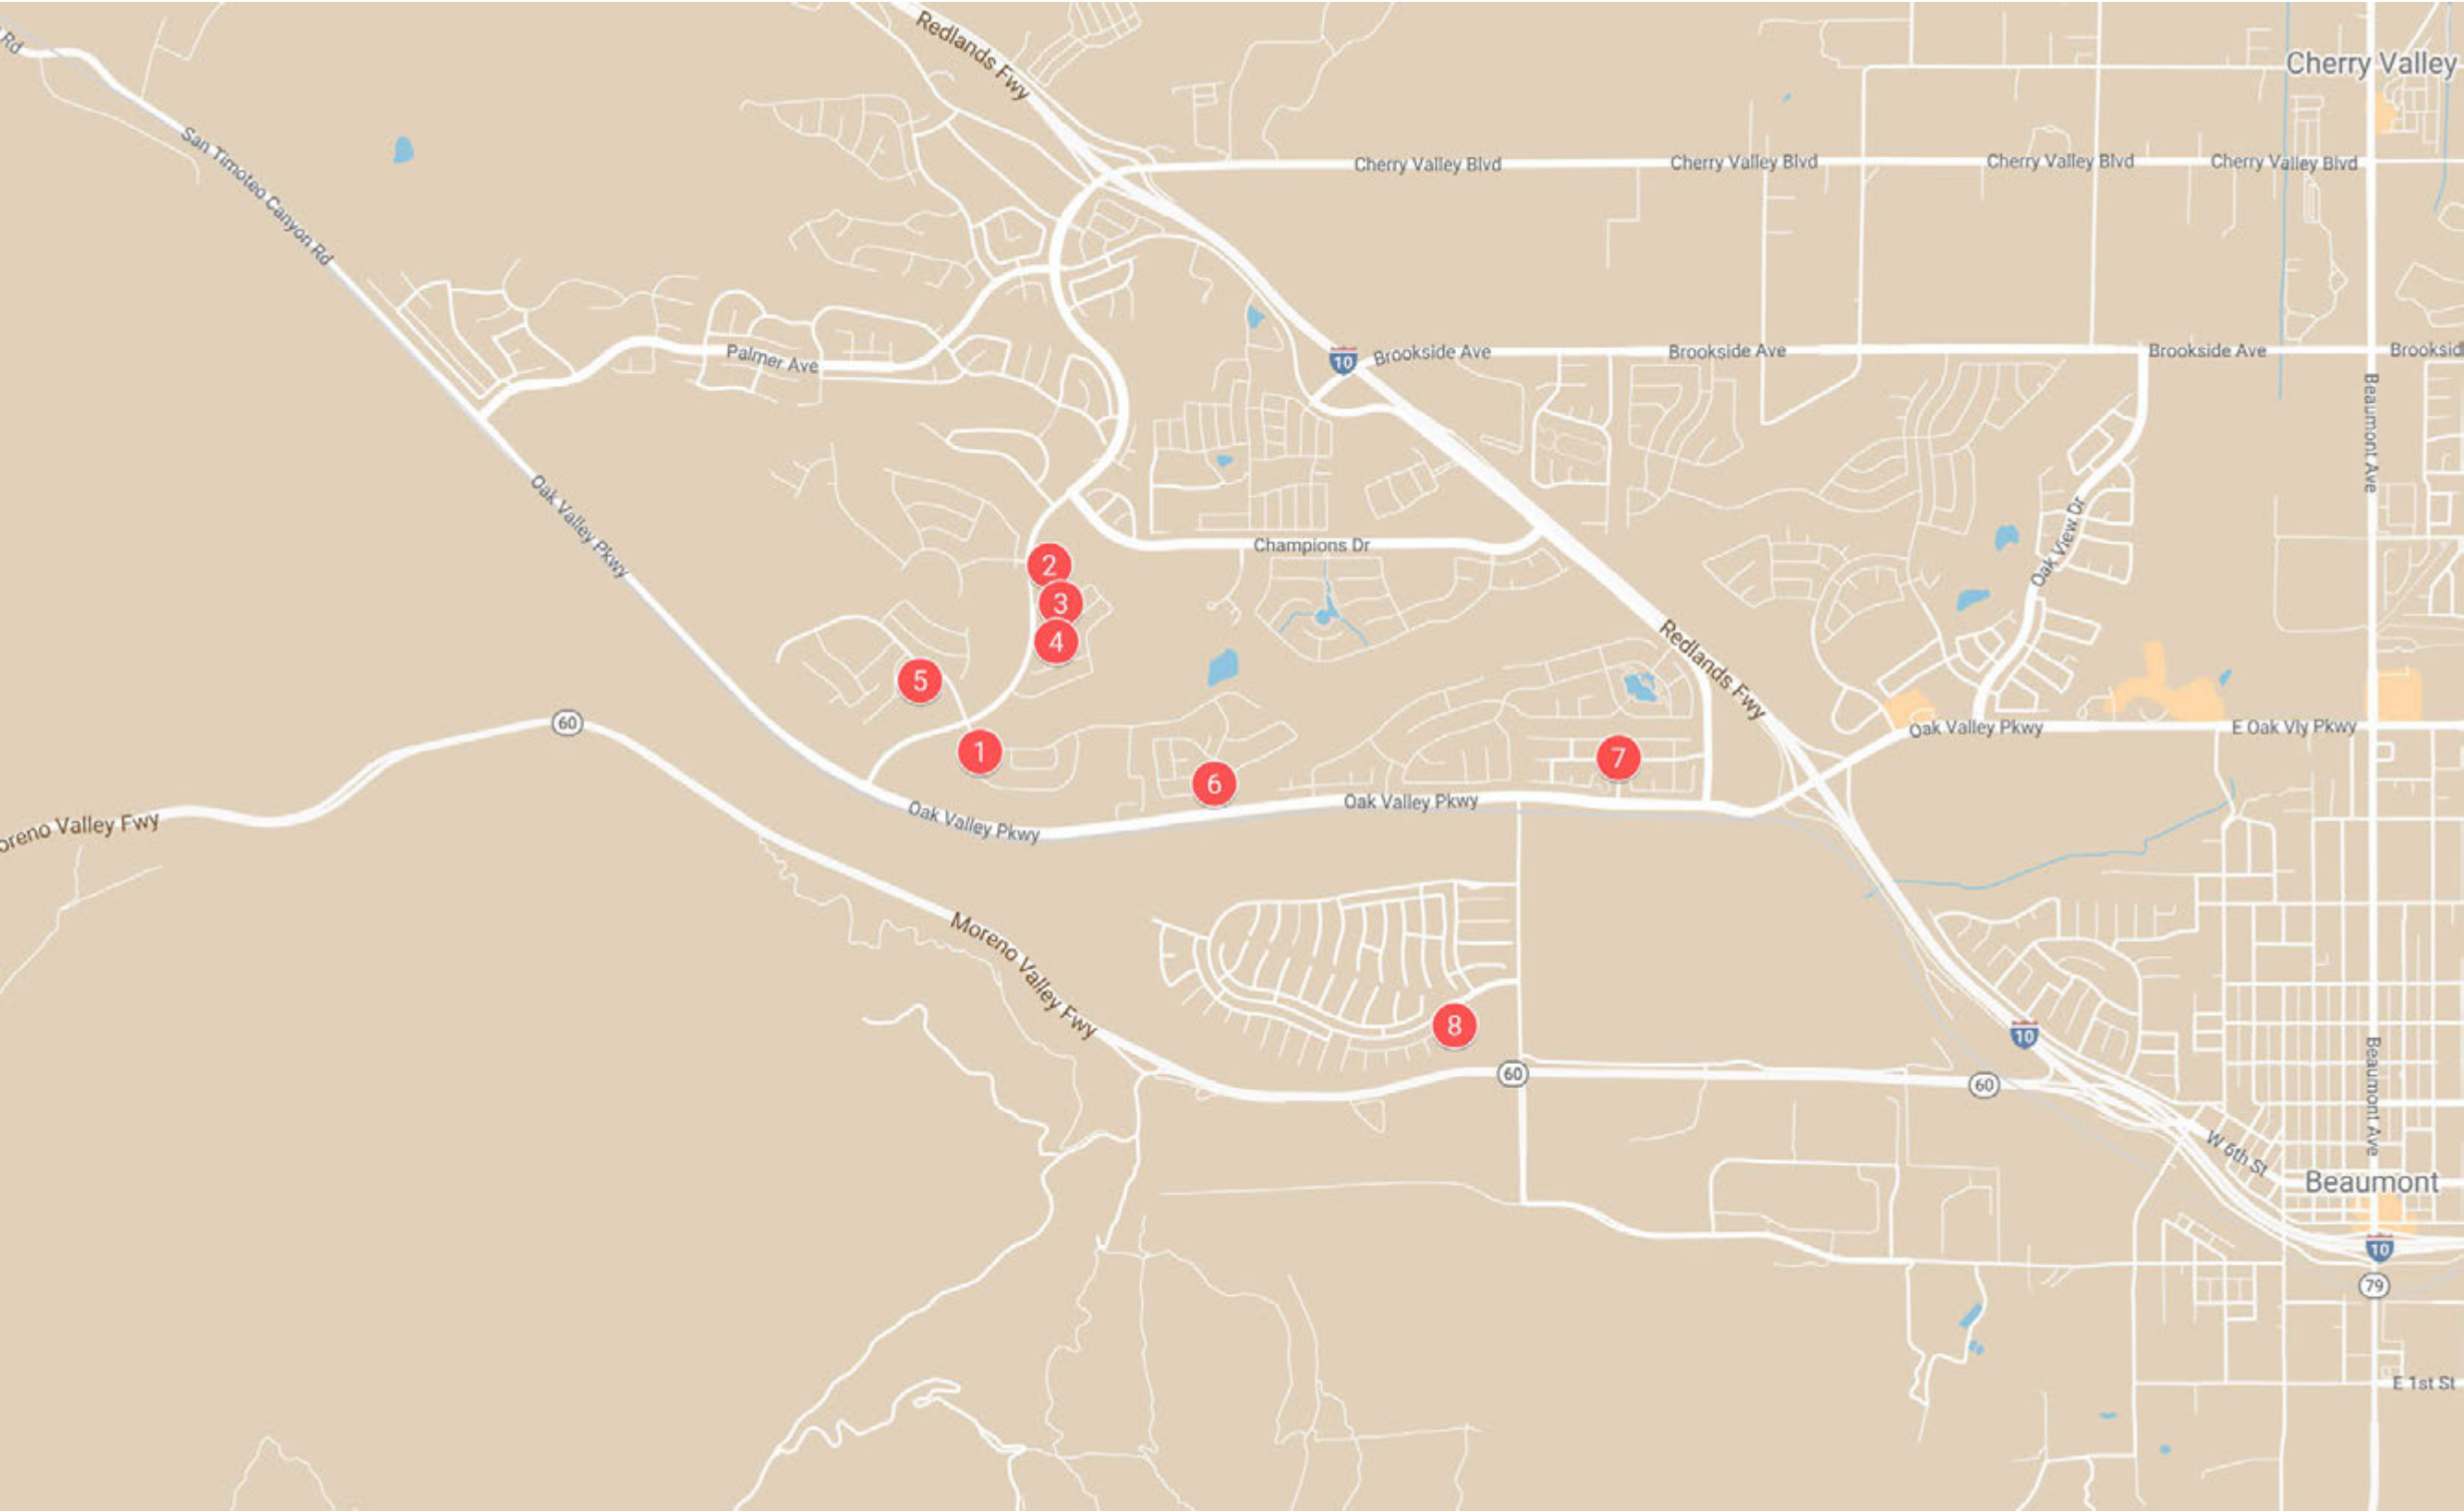 Rd
Redlands Fwy
Cherry Valley
San Timoteo Canyon Rd
Cherry Valley Blvd
Cherry Valley Blvd
Cherry Valley Blvd
Cherry Valley Blvd
Palmer Ave
10
Brookside Ave
Brookside Ave
Brookside Ave
Brooksid
Beaumont Ave
Oak Valley Pkwy
Champions Dr
Oak View Dr
2
3
4
5
Redlands Fwy
60
1
6
7
Oak Valley Pkwy
E Oak Vly Pkwy
oreno Valley Fwy
Oak Valley Pkwy
Oak Valley Pkwy
Moreno Valley Fwy
8
10
60
60
Beaumont Ave
W 6th St
Beaumont
10
79
E 1st St